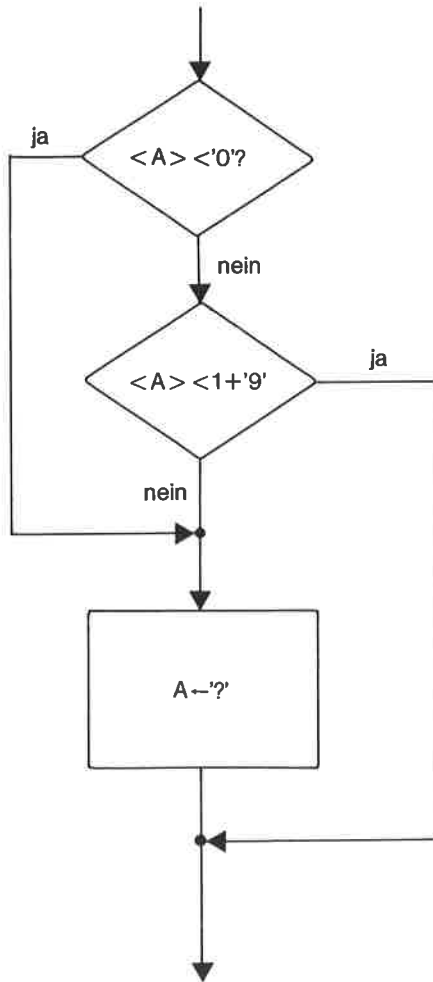 ja
<A> <'0'?
nein
<A> <1+'9'
ja
nein
A←'?'